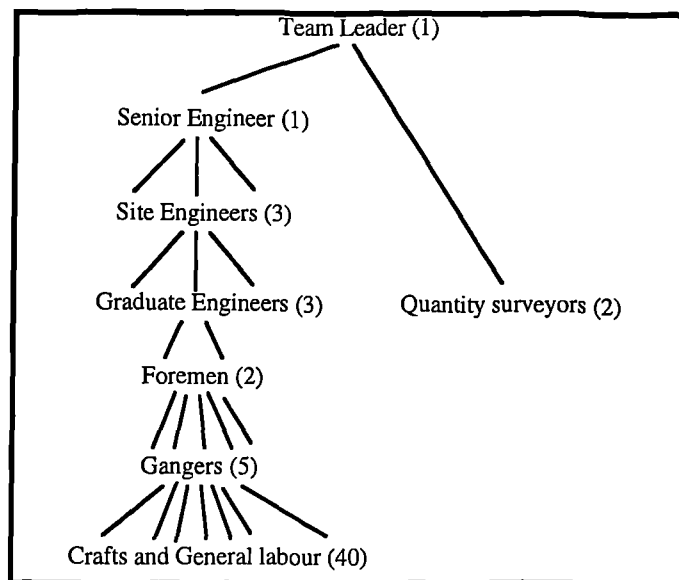 Team Leader (1)
Senior Engineer (1)
Site Engineers (3)
Graduate Engineers (3)
Quantity surveyors (2)
Foremen (2)
Gangers (5)
Crafts and General labour (40)